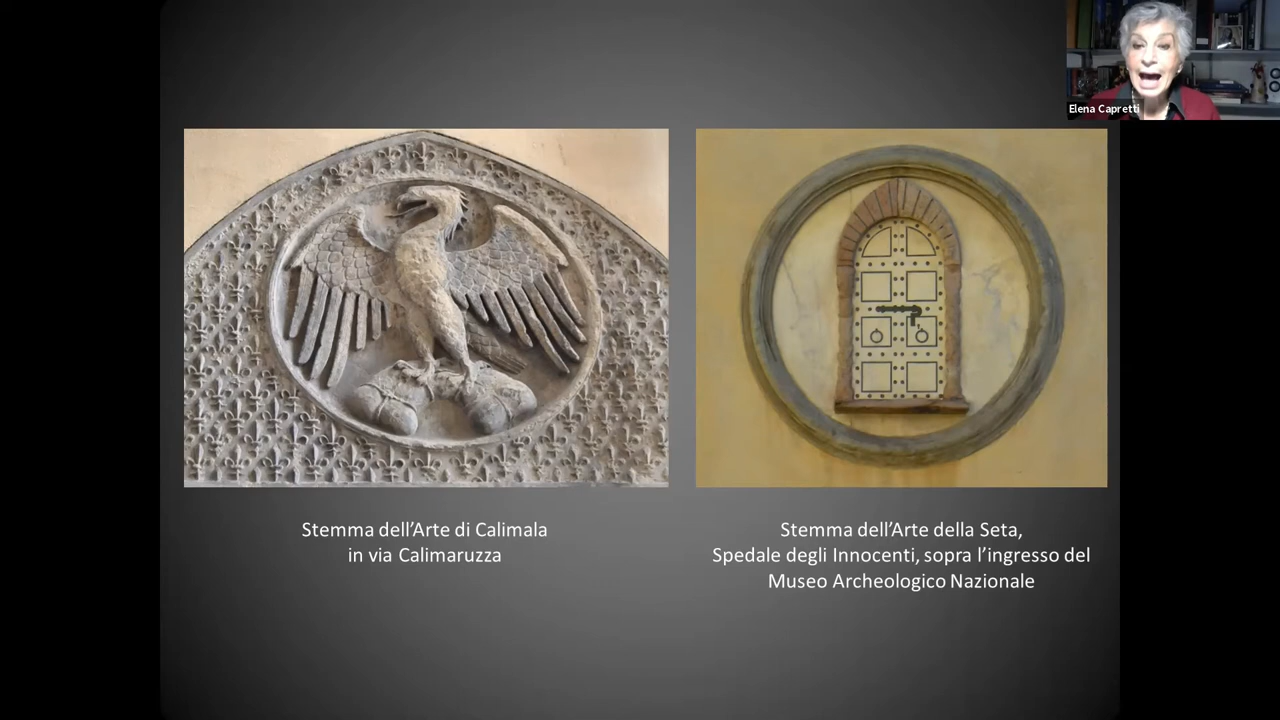 Elena Capretti
Stemma dell'Arte di Calimala
in via Calimaruzza
Stemma dell'Arte della Seta,
Spedale degli Innocenti, sopra l'ingresso del
Museo Archeologico Nazionale